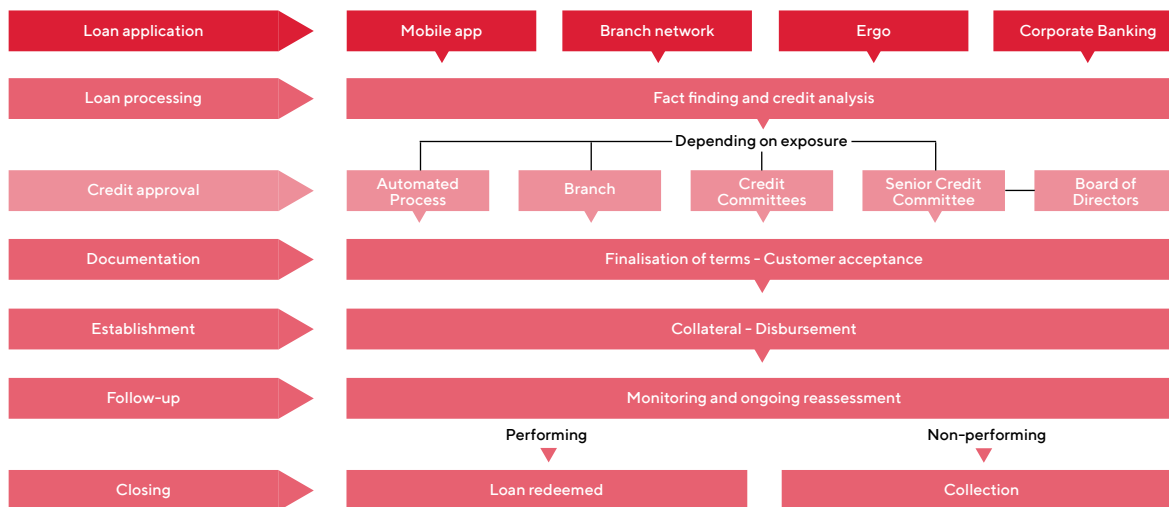 Loan application
Mobile app
Branch network
Ergo
Corporate Banking
Loan processing
Fact finding and credit analysis
Depending on exposure
Credit approval
Automated
Process
Branch
Credit
Committees
Senior Credit
Committee
Board of
Directors
Documentation
Finalisation of terms - Customer acceptance
Establishment
Collateral - Disbursement
Follow-up
Monitoring and ongoing reassessment
Performing
Non-performing
Closing
Loan redeemed
Collection